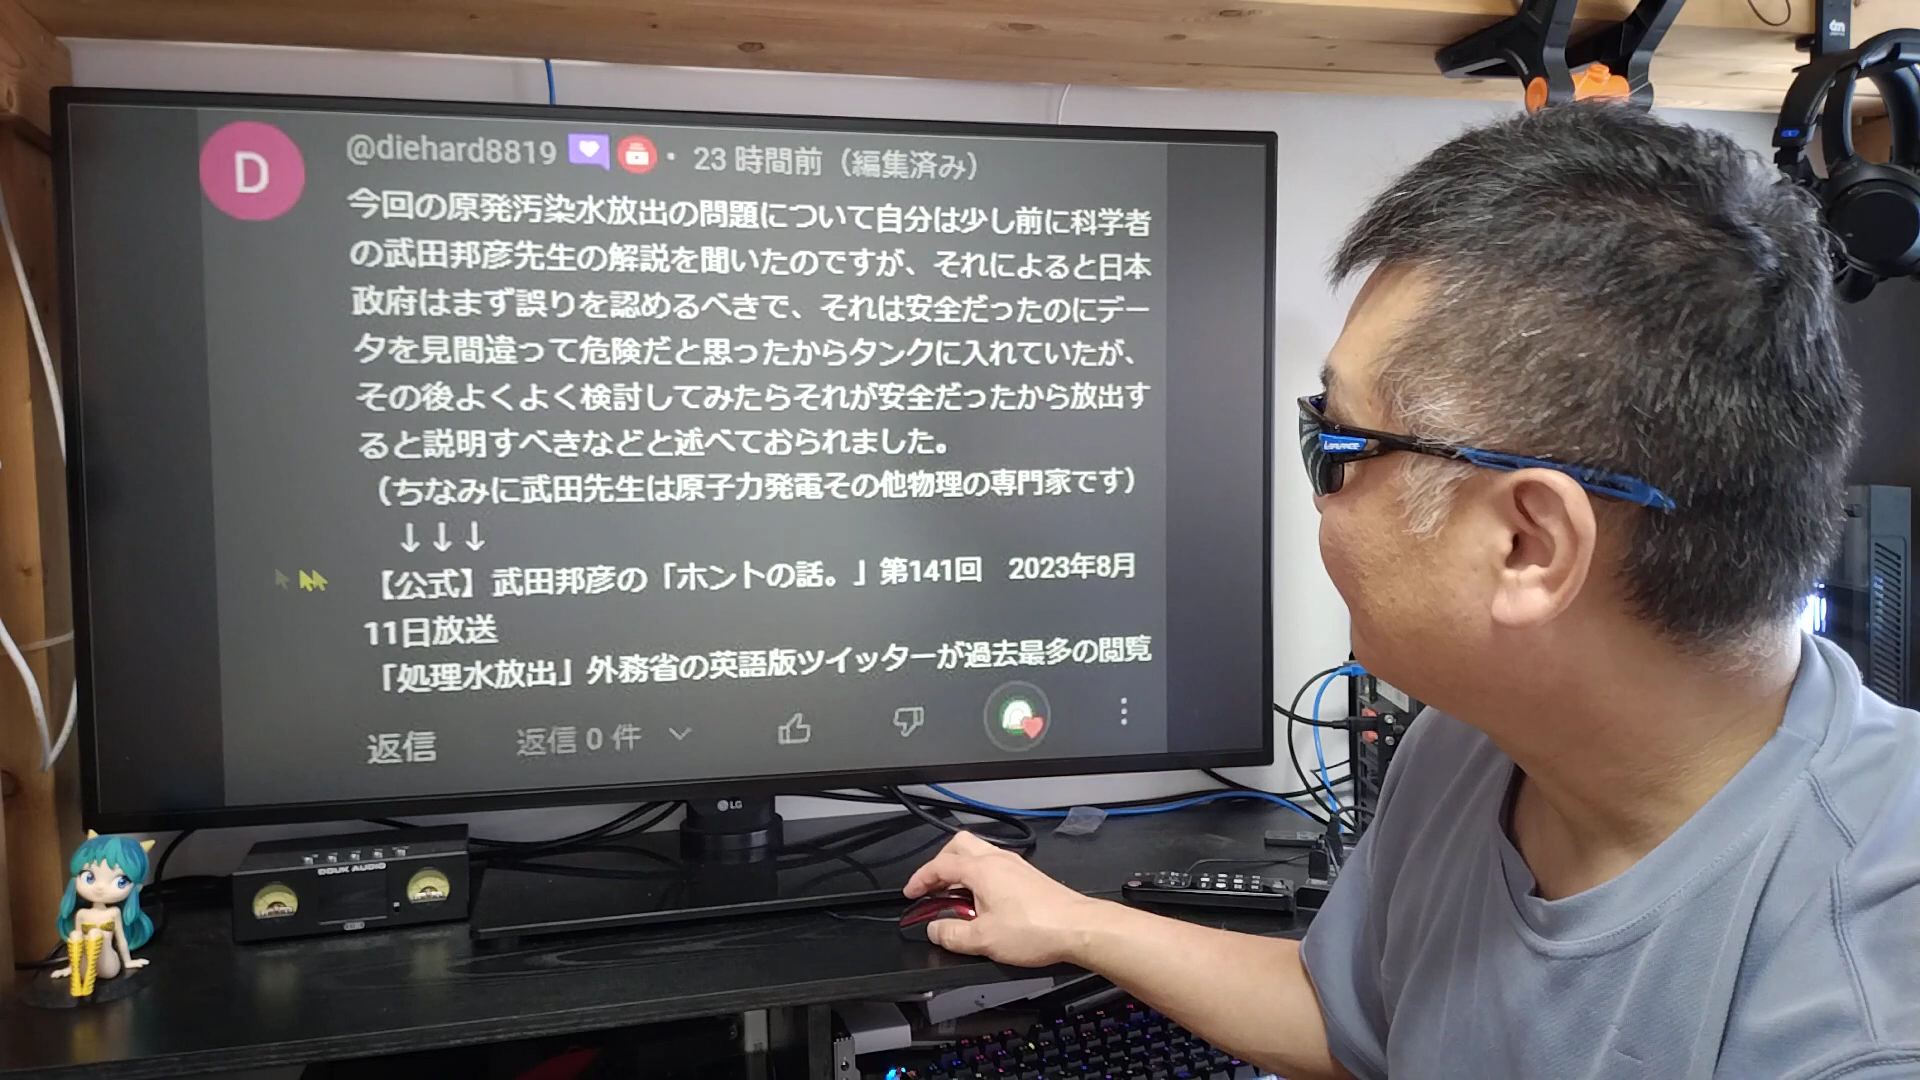 D
@diehard8819 ・ 23 時間前（編集済み）
今回の原発汚染水放出の問題について自分は少し前に科学者
の武田邦彦先生の解説を聞いたのですが、それによると日本
政府はまず誤りを認めるべきで、それは安全だったのにデー
タを見間違って危険だと思ったからタンクに入れていたが、
その後よくよく検討してみたらそれが安全だったから放出す
ると説明すべきなどと述べておられました。
（ちなみに武田先生は原子力発電その他物理の専門家です）
↓↓↓
【公式】武田邦彦の「ホントの話。」第141回　2023年8月
11日放送
「処理水放出」外務省の英語版ツイッターが過去最多の閲覧
返信 返信 0 件
LG
DOUK AUDIO